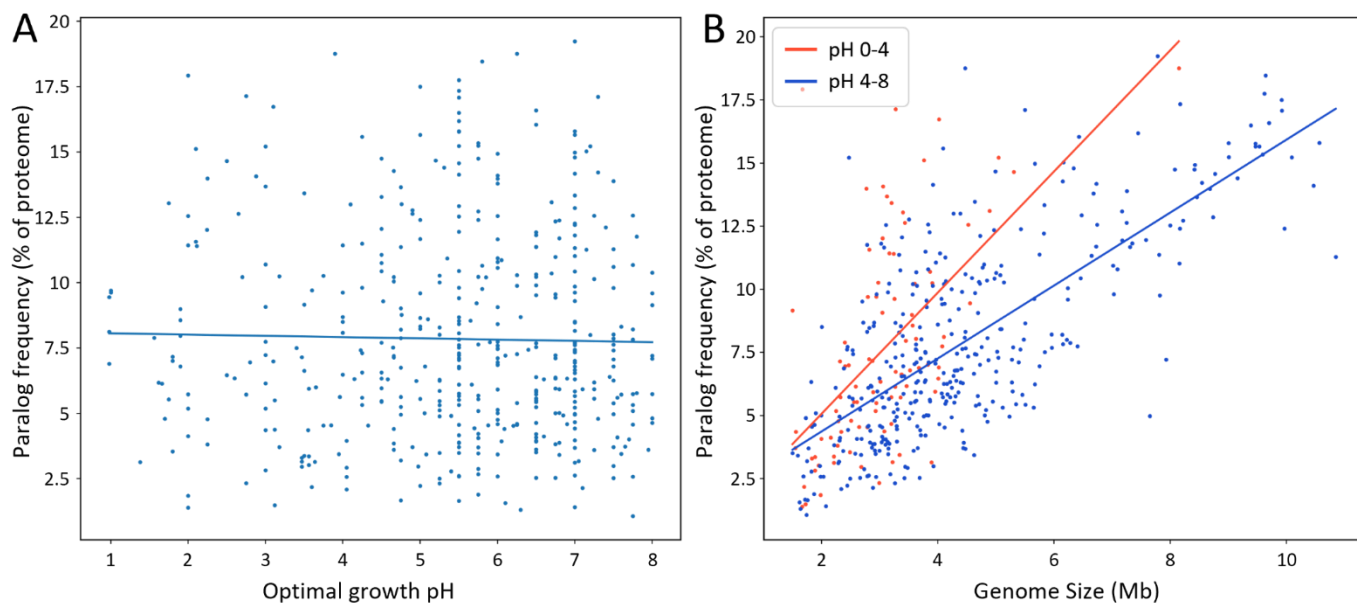 A
B
20
17.5
15
12.5
10
7.5
5
2.5
Paralog frequency (% of proteome)
1 2 3 4 5 6 7 8
Optimal growth pH
pH 0-4
pH 4-8
20
17.5
15
12.5
10
7.5
5
2.5
Paralog frequency (% of proteome)
2 4 6 8 10
Genome Size (Mb)